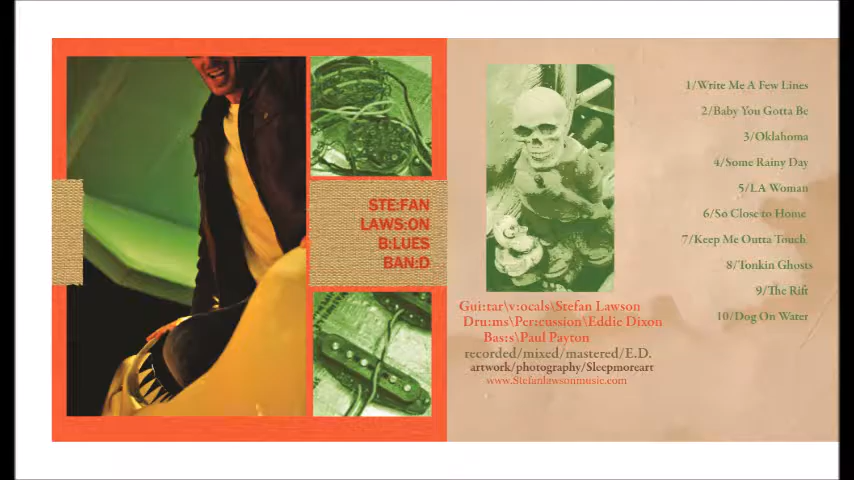 STE:FAN
LAWS:ON
B:LUES
BAN:D
Gui:tar\v:ocals\Stefan Lawson
Dru:ms\Per:cussion\Eddie Dixon
Bas:s\Paul Payton
recorded/mixed/mastered/E.D.
artwork/photography/Sleepmoreart
www.Stefanlawsonmusic.com
1/Write Me A Few Lines
2/Baby You Gotta Be
3/Oklahoma
4/Some Rainy Day
5/LA Woman
6/So Close to Home
7/Keep Me Outta Touch
8/Tonkin Ghosts
9/The Rift
10/Dog On Water